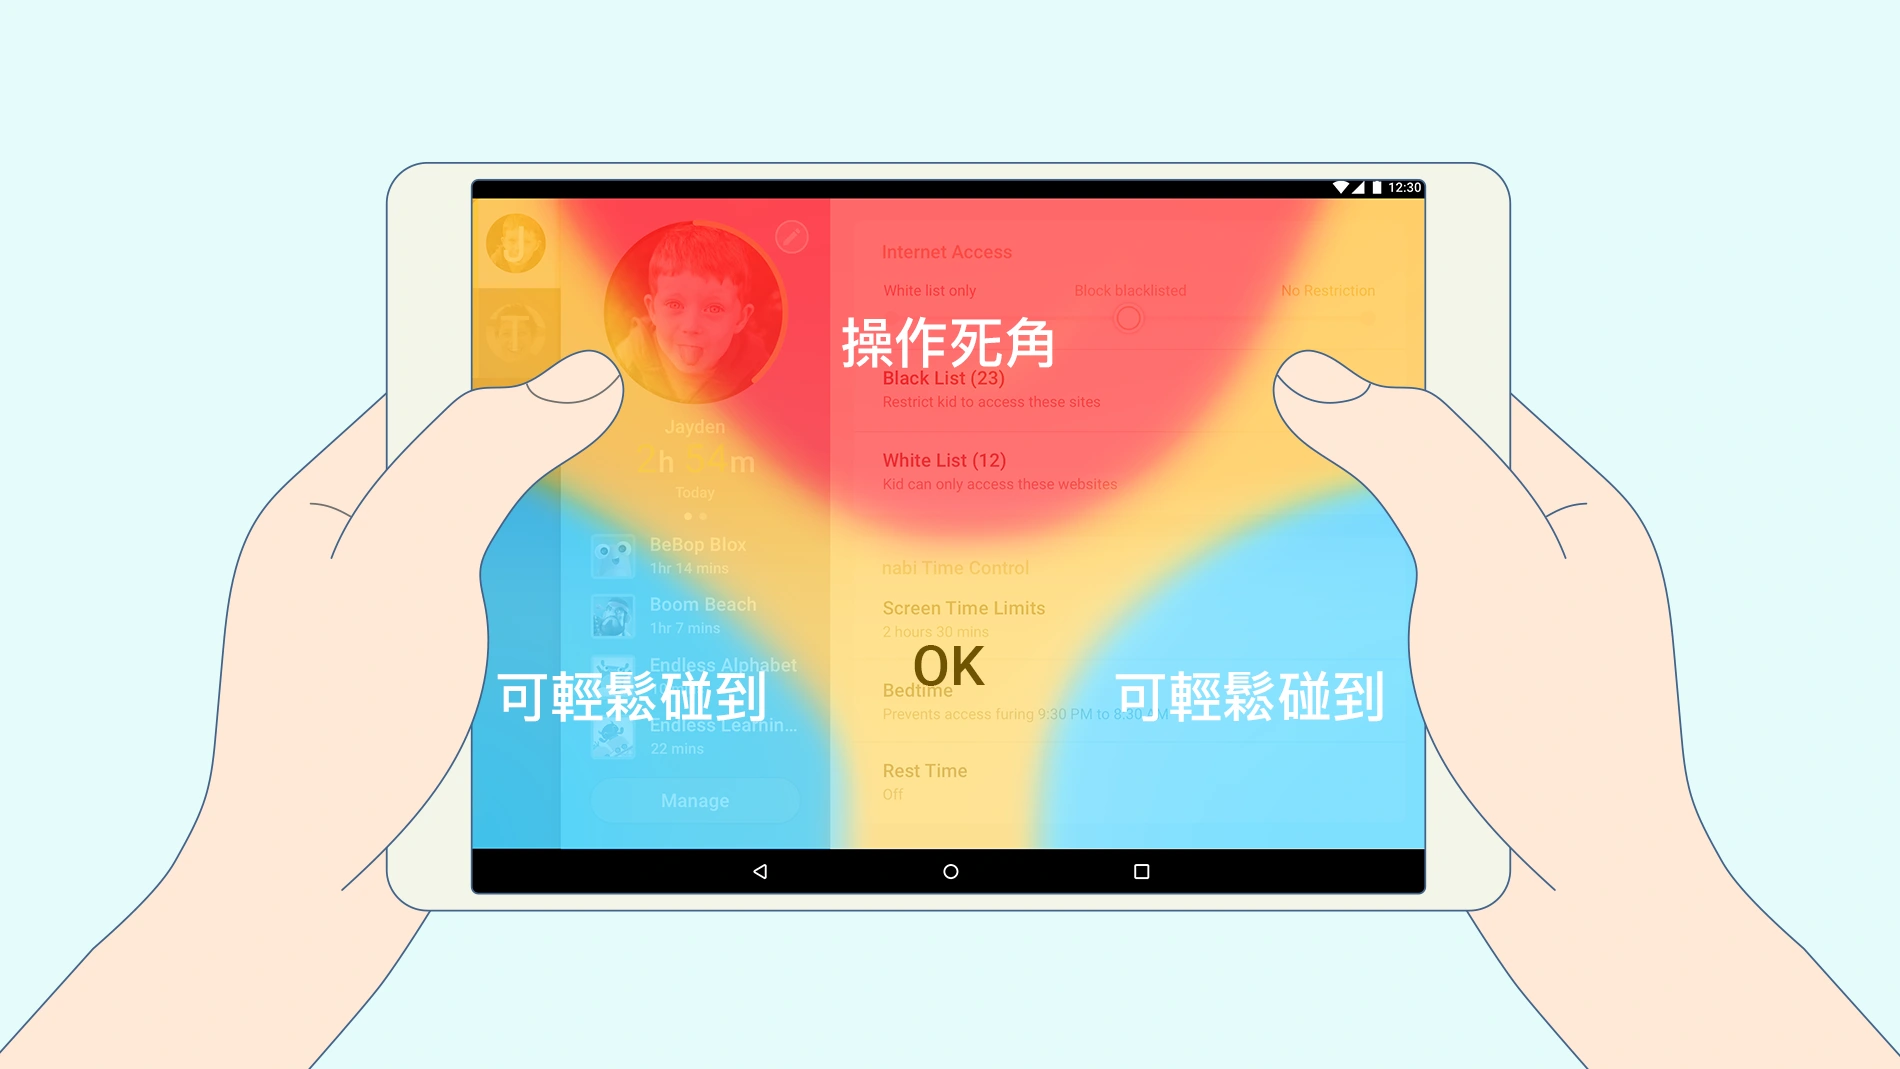 12:30
J
T
Jayden
2h 54m
Today
BeBop Blox
1hr 14 mins
Boom Beach
1hr 7 mins
Endless Alphabet
Endless Learnin...
22 mins
Manage
Internet Access
White list only
Block blacklisted
No Restriction
操作死角
Black List (23)
Restrict kid to access these sites
White List (12)
Kid can only access these websites
nabi Time Control
Screen Time Limits
2 hours 30 mins
OK
Bedtime
Prevents access furing 9:30 PM to 8:30 AM
Rest Time
Off
可輕鬆碰到
可輕鬆碰到